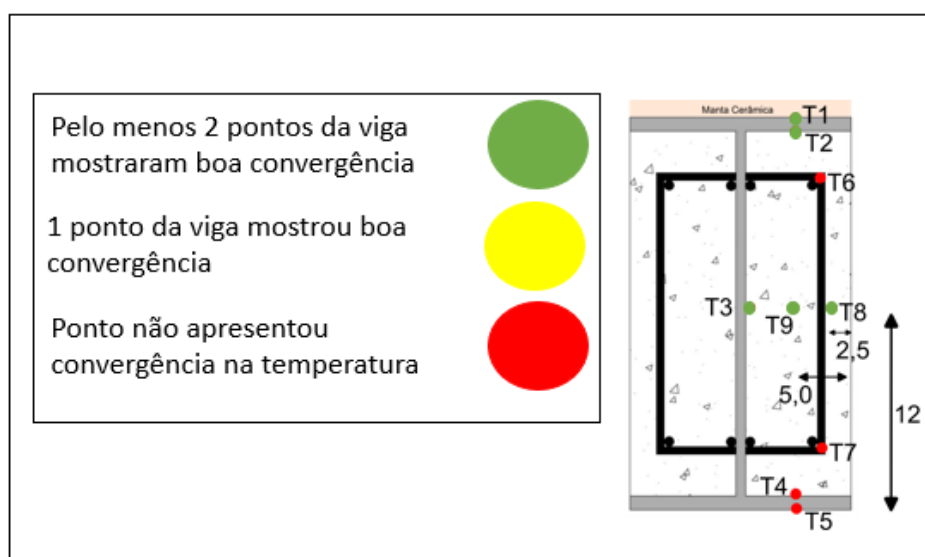 Pelo menos 2 pontos da viga
mostraram boa convergência
1 ponto da viga mostrou boa
convergência
Ponto não apresentou
convergência na temperatura
Manta Cerâmica
T1
T2
T6
T3
T9
T8
2,5
5,0
12
T7
T4
T5